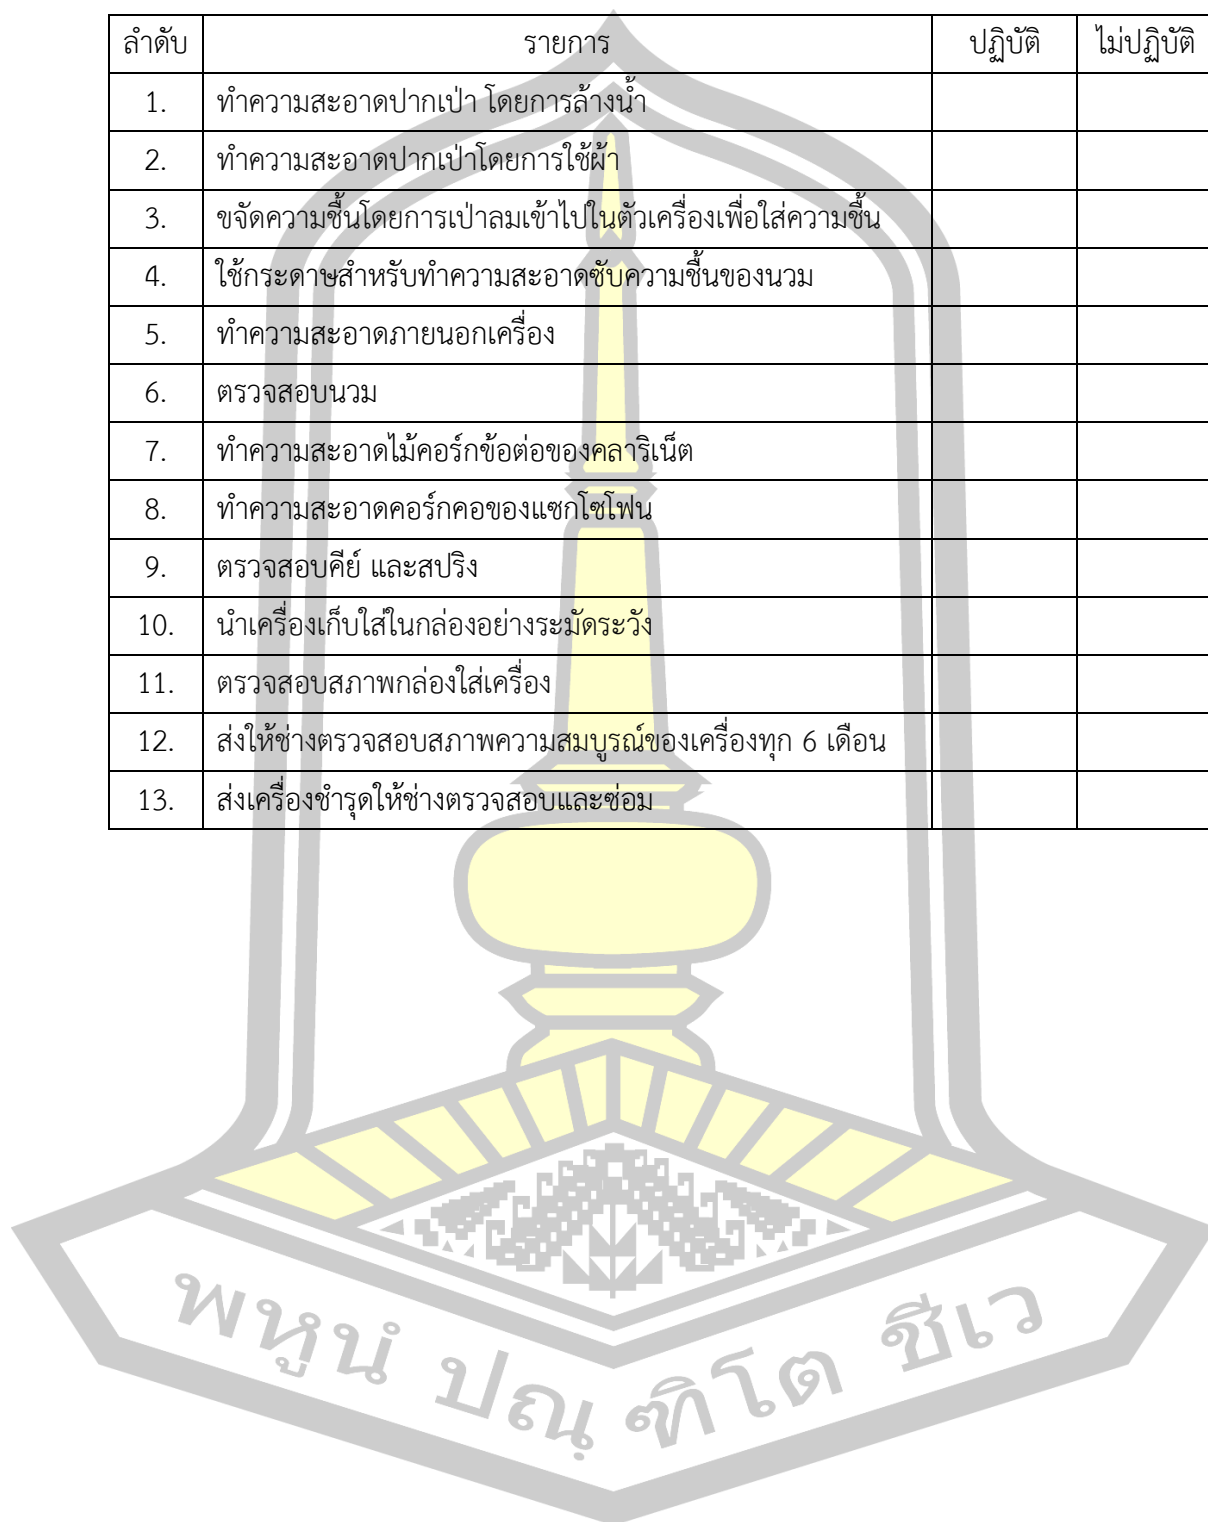 ลำดับ รายการ ปฏิบัติ ไม่ปฏิบัติ
1. ทำความสะอาดปากเป่า โดยการล้างน้ำ
2. ทำความสะอาดปากเป่าโดยการใช้ผ้า
3. ขจัดความชื้นโดยการเป่าลมเข้าไปในตัวเครื่องเพื่อใส่ความชื้น
4. ใช้กระดาษสำหรับทำความสะอาดซับความชื้นของนวม
5. ทำความสะอาดภายนอกเครื่อง
6. ตรวจสอบนวม
7. ทำความสะอาดไม้คอร์กข้อต่อของคลาริเน็ต
8. ทำความสะอาดคอร์กคอของแซกโซโฟน
9. ตรวจสอบคีย์ และสปริง
10. นำเครื่องเก็บใส่ในกล่องอย่างระมัดระวัง
11. ตรวจสอบสภาพกล่องใส่เครื่อง
12. ส่งให้ช่างตรวจสอบสภาพความสมบูรณ์ของเครื่องทุก 6 เดือน
13. ส่งเครื่องชำรุดให้ช่างตรวจสอบและซ่อม
พหูนํ ปณฺฑิโต ชีเว